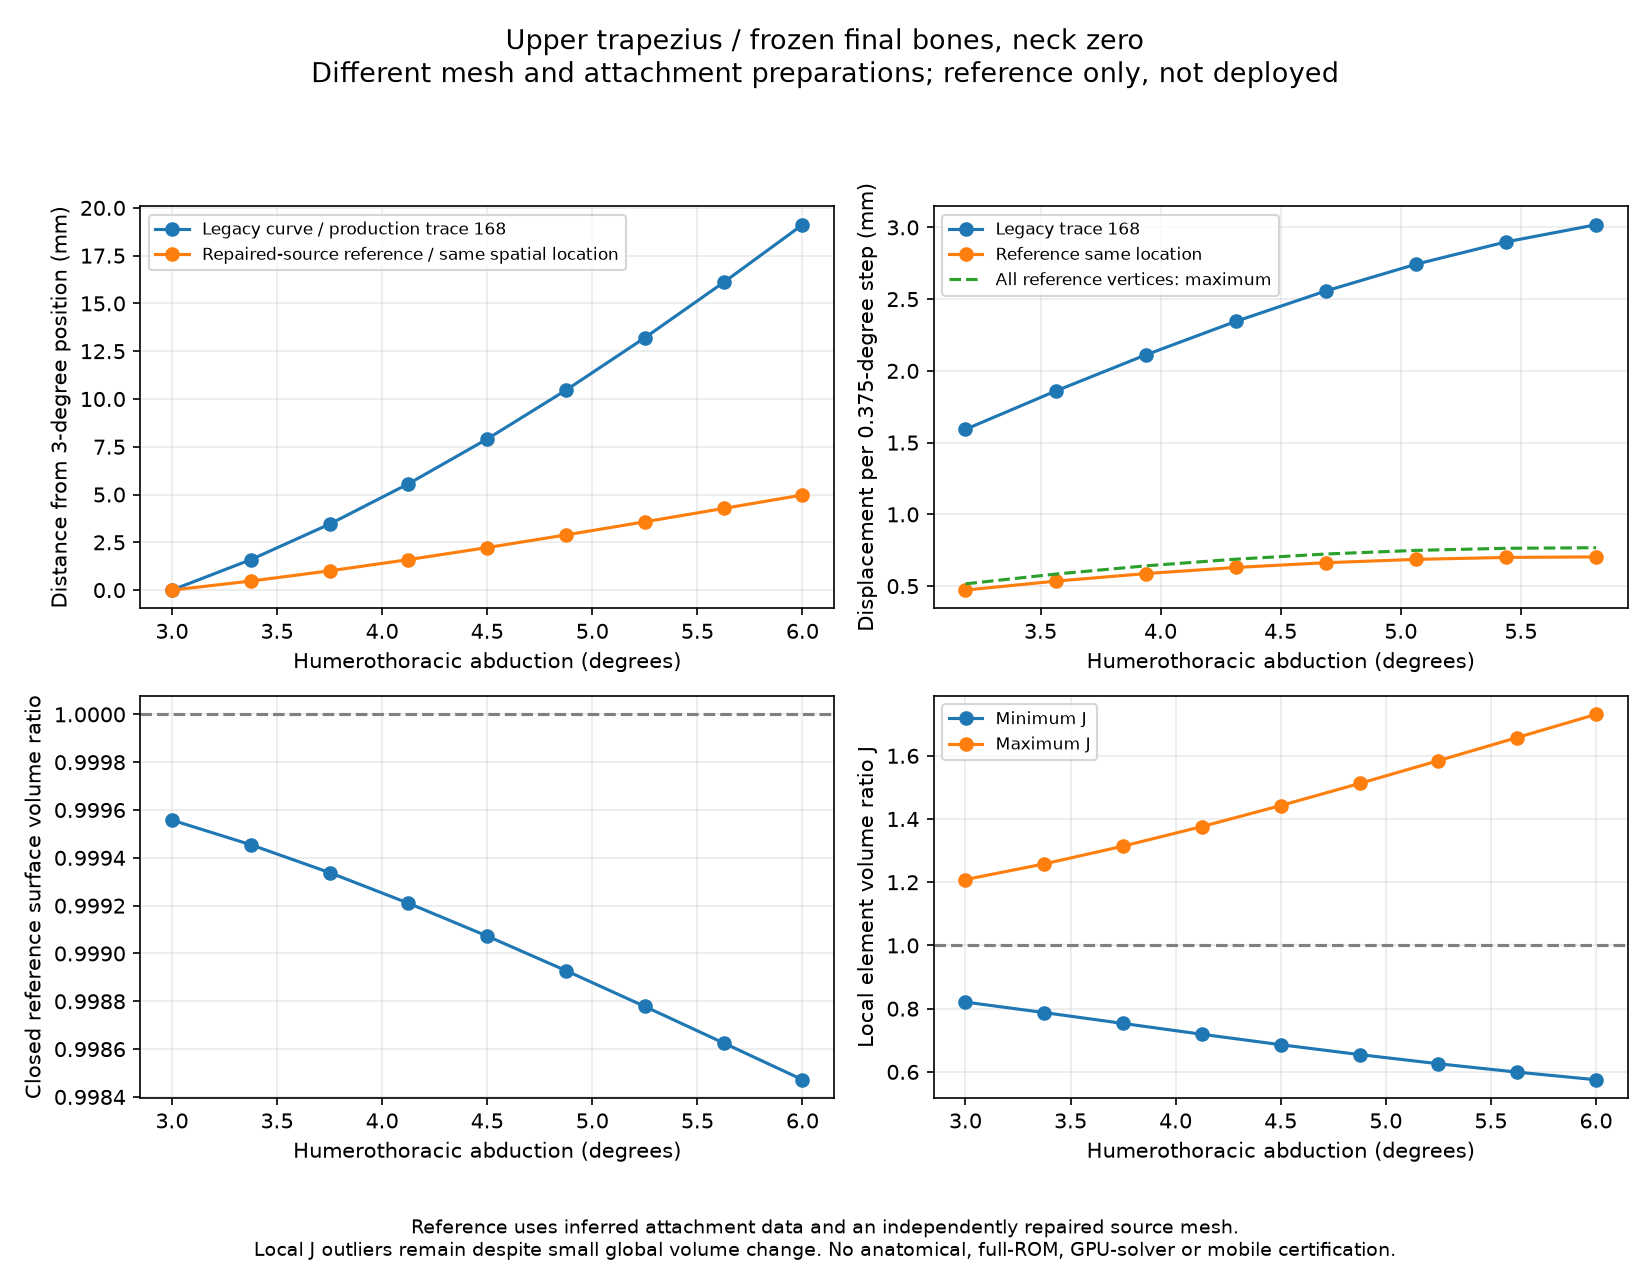 Upper trapezius / frozen final bones, neck zero
Different mesh and attachment preparations; reference only, not deployed
Distance from 3-degree position (mm)
20.0
17.5
15.0
12.5
10.0
7.5
5.0
2.5
0.0
Legacy curve / production trace 168
Repaired-source reference / same spatial location
3.0 3.5 4.0 4.5 5.0 5.5 6.0
Humerothoracic abduction (degrees)
Displacement per 0.375-degree step (mm)
3.0
2.5
2.0
1.5
1.0
0.5
Legacy trace 168
Reference same location
All reference vertices: maximum
3.5 4.0 4.5 5.0 5.5
Humerothoracic abduction (degrees)
Closed reference surface volume ratio
1.0000
0.9998
0.9996
0.9994
0.9992
0.9990
0.9988
0.9986
0.9984
3.0 3.5 4.0 4.5 5.0 5.5 6.0
Humerothoracic abduction (degrees)
Local element volume ratio J
1.6
1.4
1.2
1.0
0.8
0.6
Minimum J
Maximum J
3.0 3.5 4.0 4.5 5.0 5.5 6.0
Humerothoracic abduction (degrees)
Reference uses inferred attachment data and an independently repaired source mesh.
Local J outliers remain despite small global volume change. No anatomical, full-ROM, GPU-solver or mobile certification.